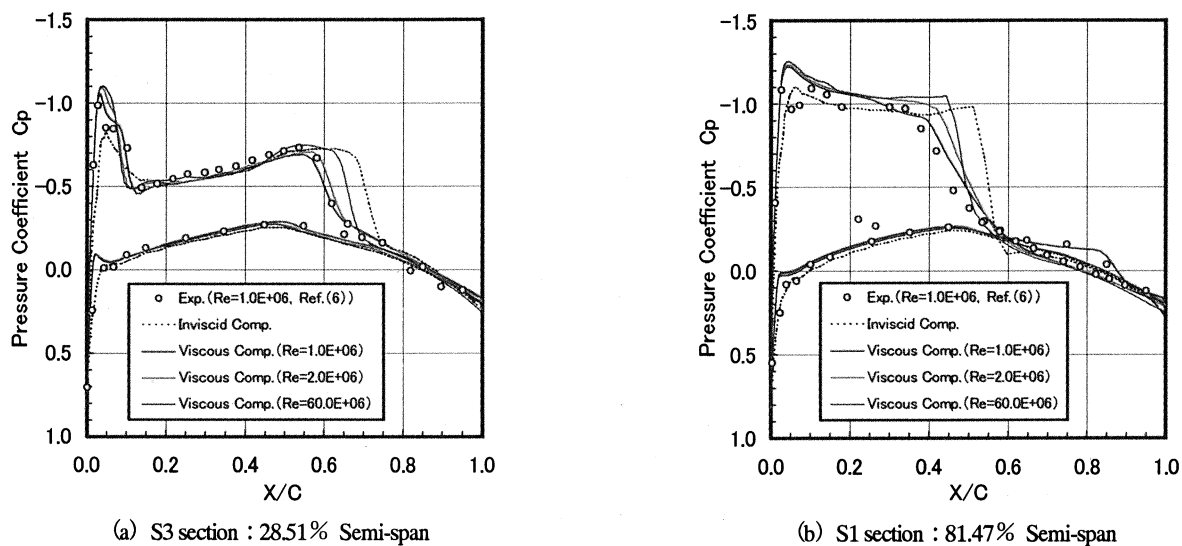 -1.5
-1.0
-0.5
0.0
0.5
1.0
Pressure Coefficient Cp
Exp.(Re=1.0E+06, Ref.(6))
Inviscid Comp.
Viscous Comp.(Re=1.0E+06)
Viscous Comp.(Re=2.0E+06)
Viscous Comp.(Re=60.0E+06)
0.0 0.2 0.4 0.6 0.8 1.0
X/C
(a) S3 section : 28.51% Semi-span
-1.5
-1.0
-0.5
0.0
0.5
1.0
Pressure Coefficient Cp
Exp.(Re=1.0E+06, Ref.(6))
Inviscid Comp.
Viscous Comp.(Re=1.0E+06)
Viscous Comp.(Re=2.0E+06)
Viscous Comp.(Re=60.0E+06)
0.0 0.2 0.4 0.6 0.8 1.0
X/C
(b) S1 section : 81.47% Semi-span